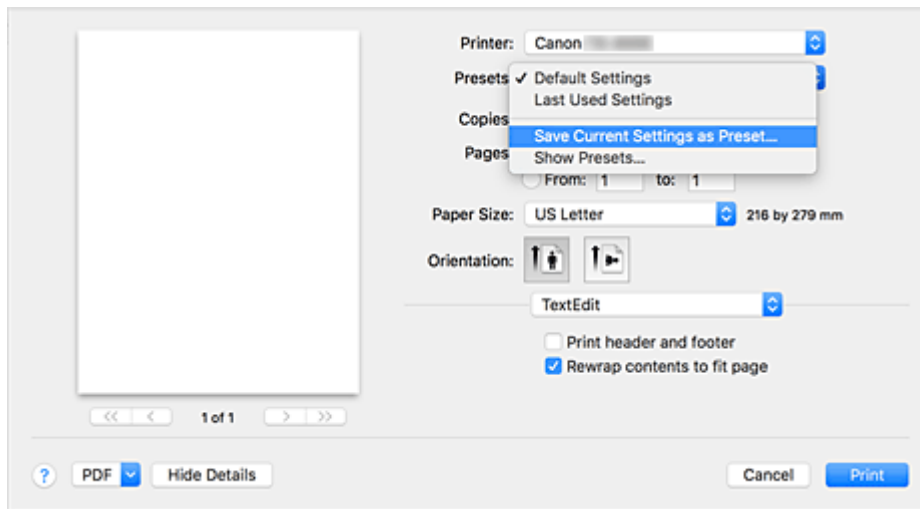 Printer: Canon
Presets ✓ Default Settings
Last Used Settings
Copies
Save Current Settings as Preset...
Pages
Show Presets...
From: 1 to: 1
Paper Size: US Letter 216 by 279 mm
Orientation:
TextEdit
Print header and footer
Rewrap contents to fit page
<< < 1 of 1 > >>
? PDF Hide Details Cancel Print